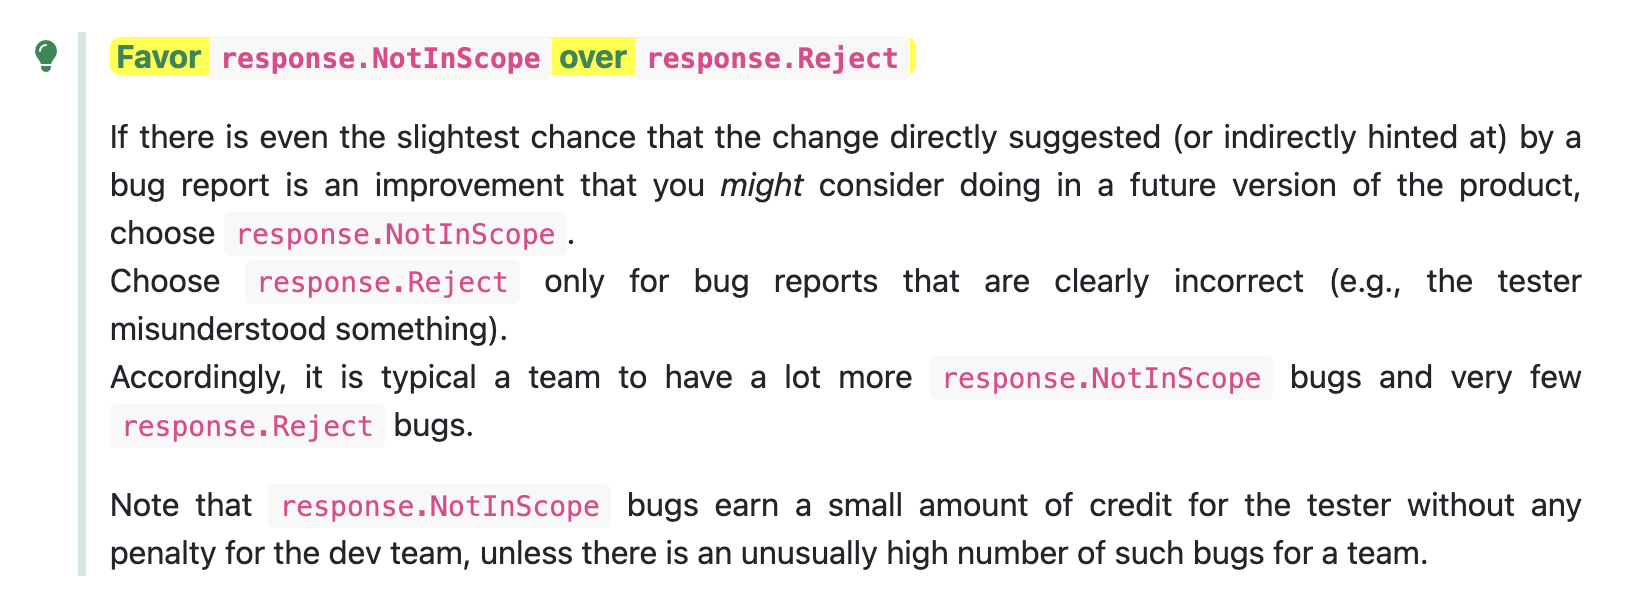 Favor response.NotInScope over response.Reject
If there is even the slightest chance that the change directly suggested (or indirectly hinted at) by a
bug report is an improvement that you might consider doing in a future version of the product,
choose response.NotInScope.
Choose response.Reject only for bug reports that are clearly incorrect (e.g., the tester
misunderstood something).
Accordingly, it is typical a team to have a lot more response.NotInScope bugs and very few
response.Reject bugs.
Note that response.NotInScope bugs earn a small amount of credit for the tester without any
penalty for the dev team, unless there is an unusually high number of such bugs for a team.